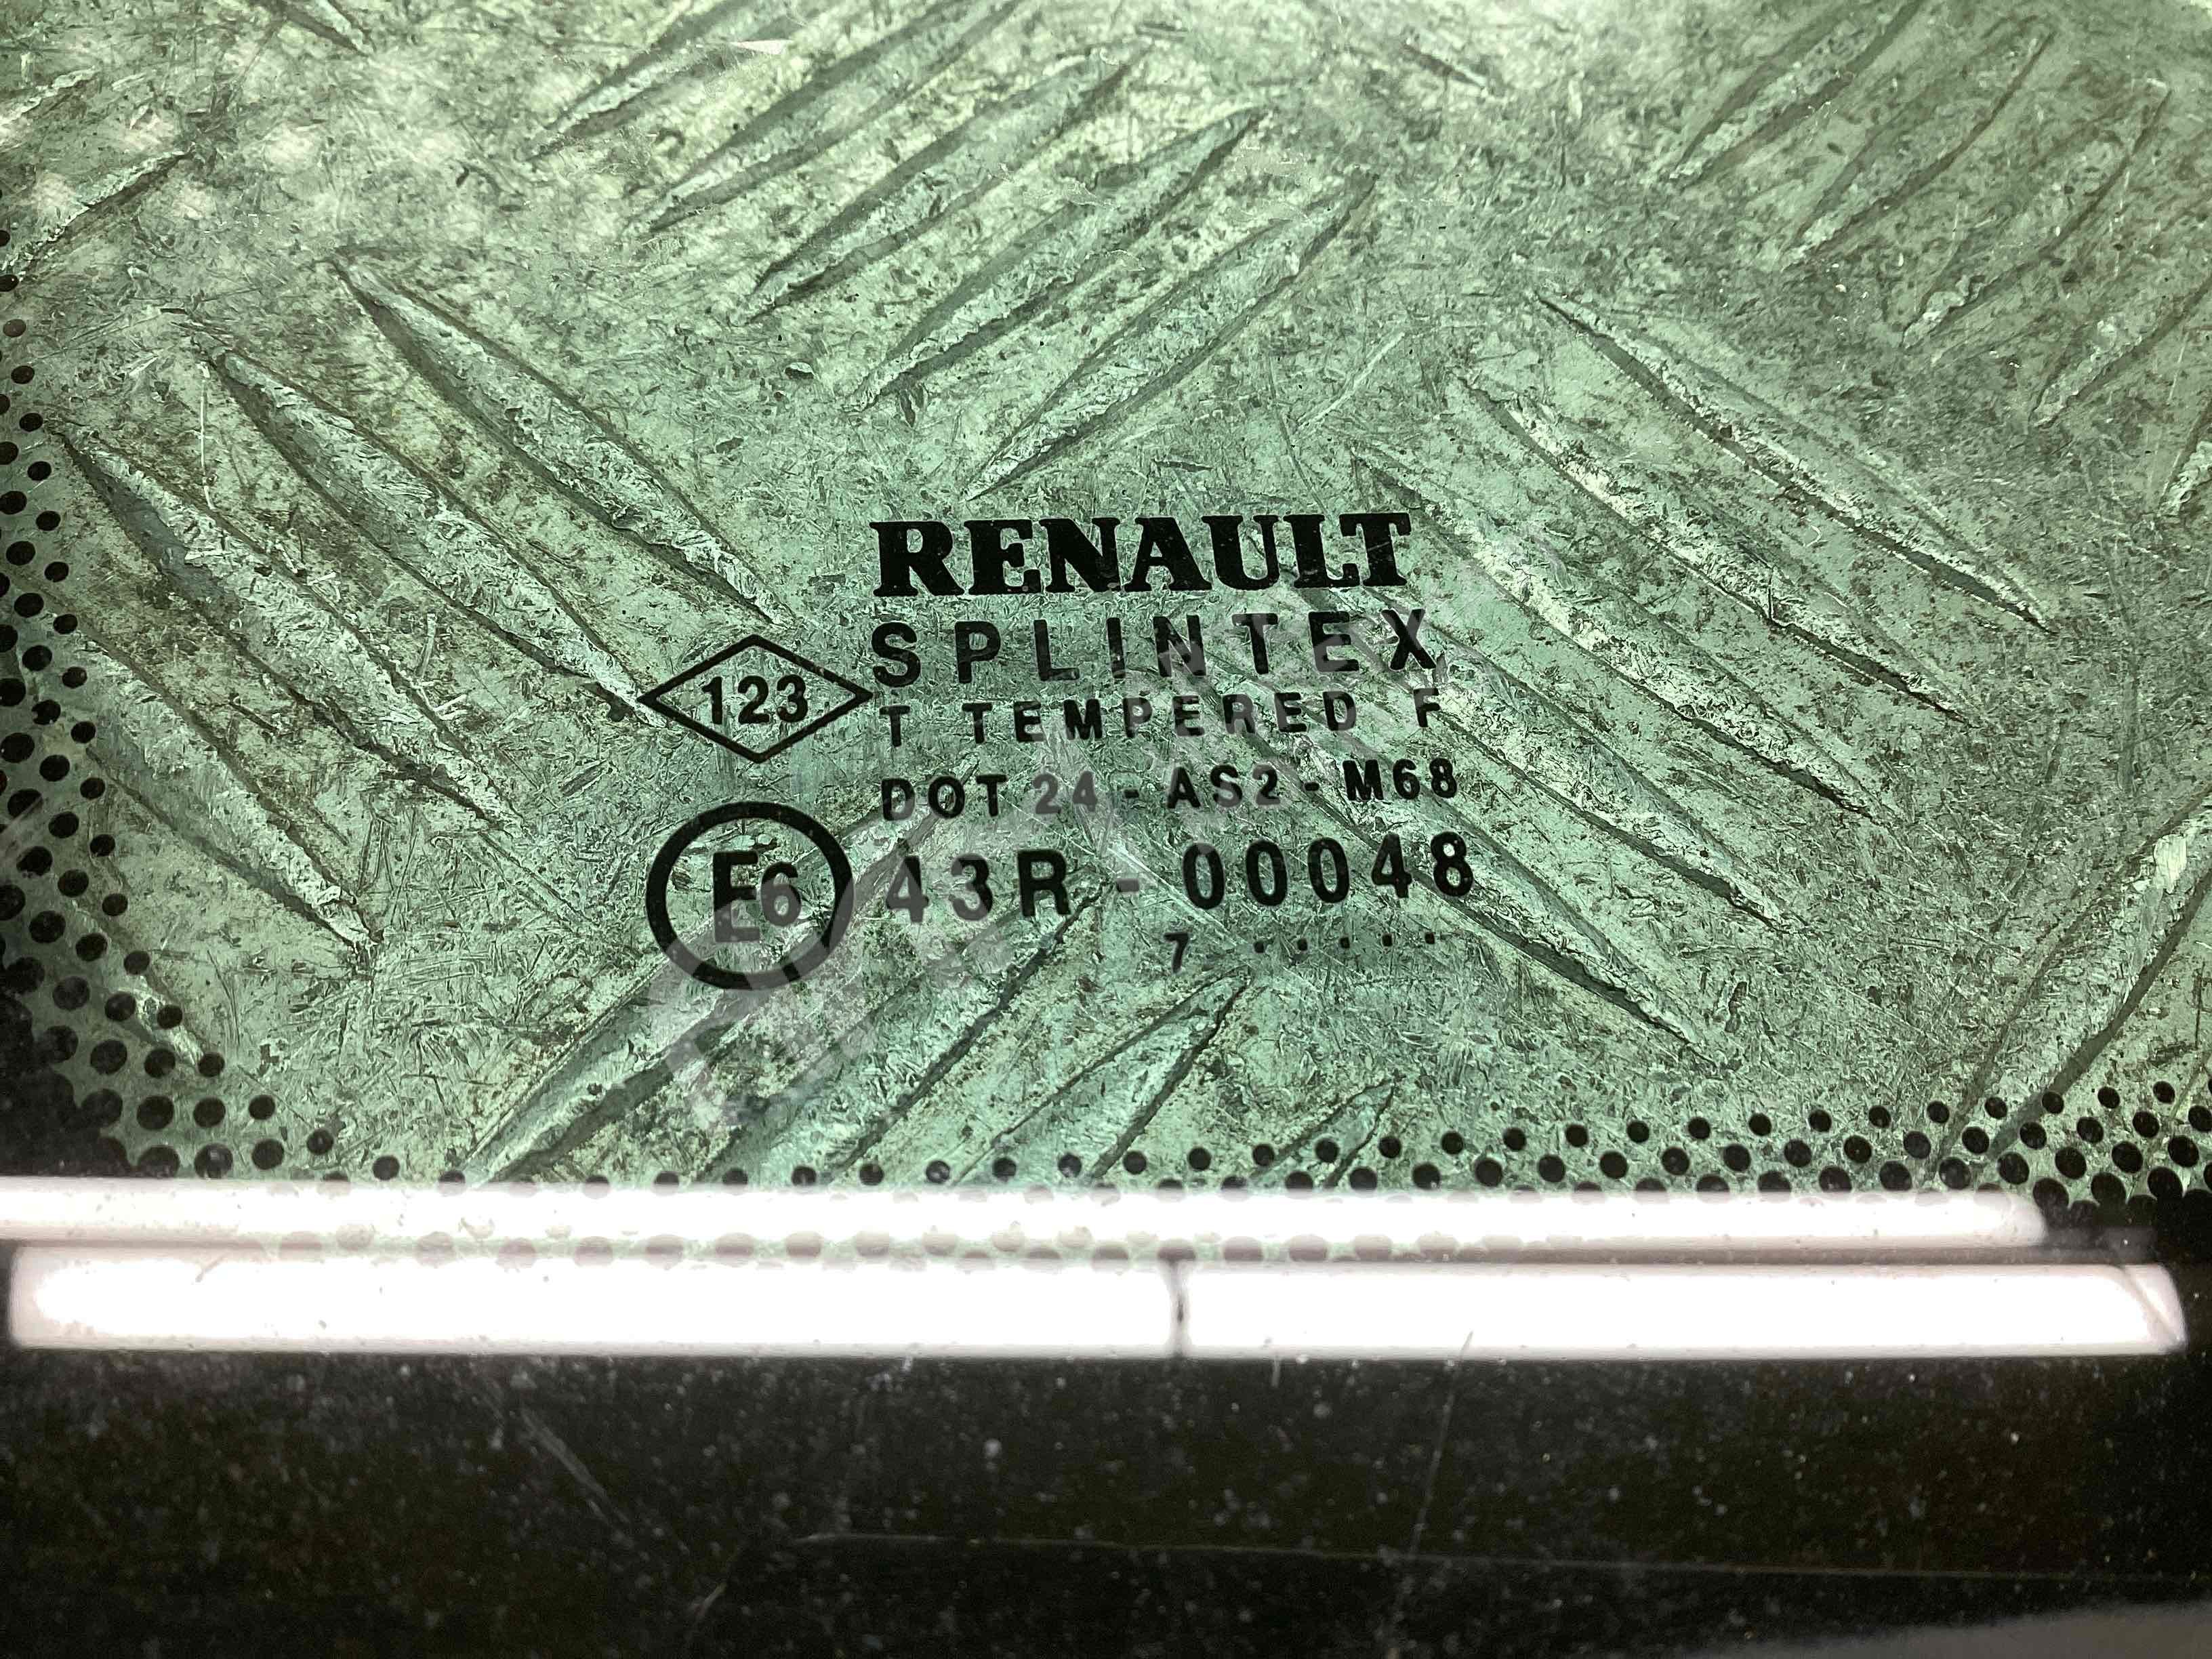 RENAULT
SPLINTEX
123
T TEMPERED F
DOT 24 - AS2 - M68
E6 43R - 00048
7 ......